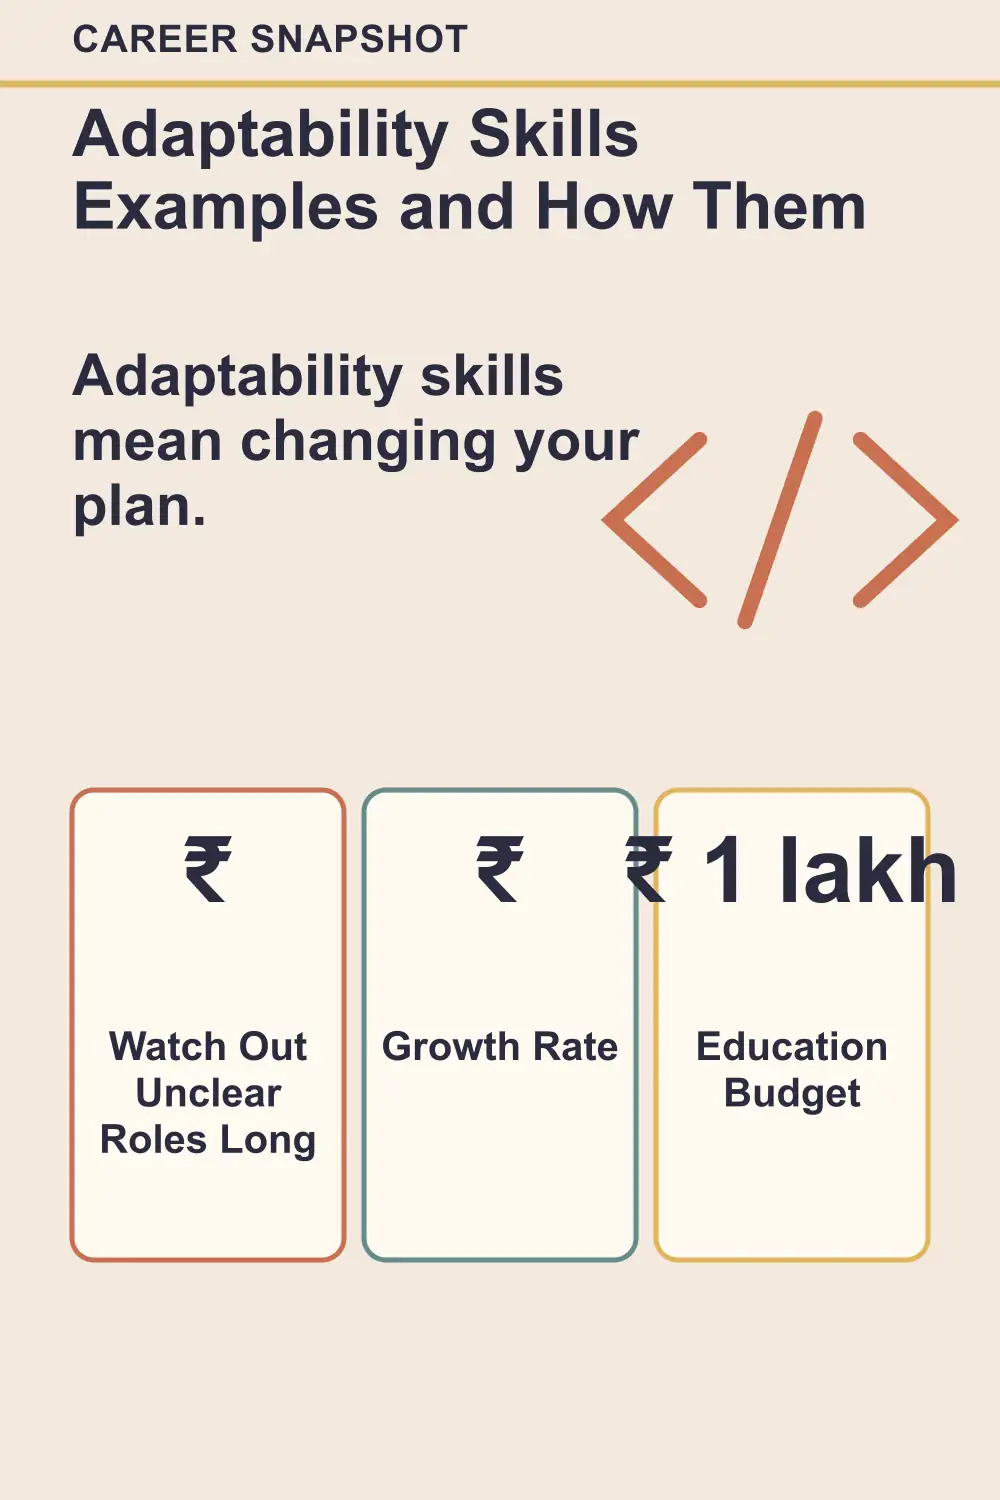 CAREER SNAPSHOT
Adaptability Skills
Examples and How Them
Adaptability skills
mean changing your
plan.
</>
₹
Watch Out
Unclear
Roles Long
₹
Growth Rate
₹ 1 lakh
Education
Budget